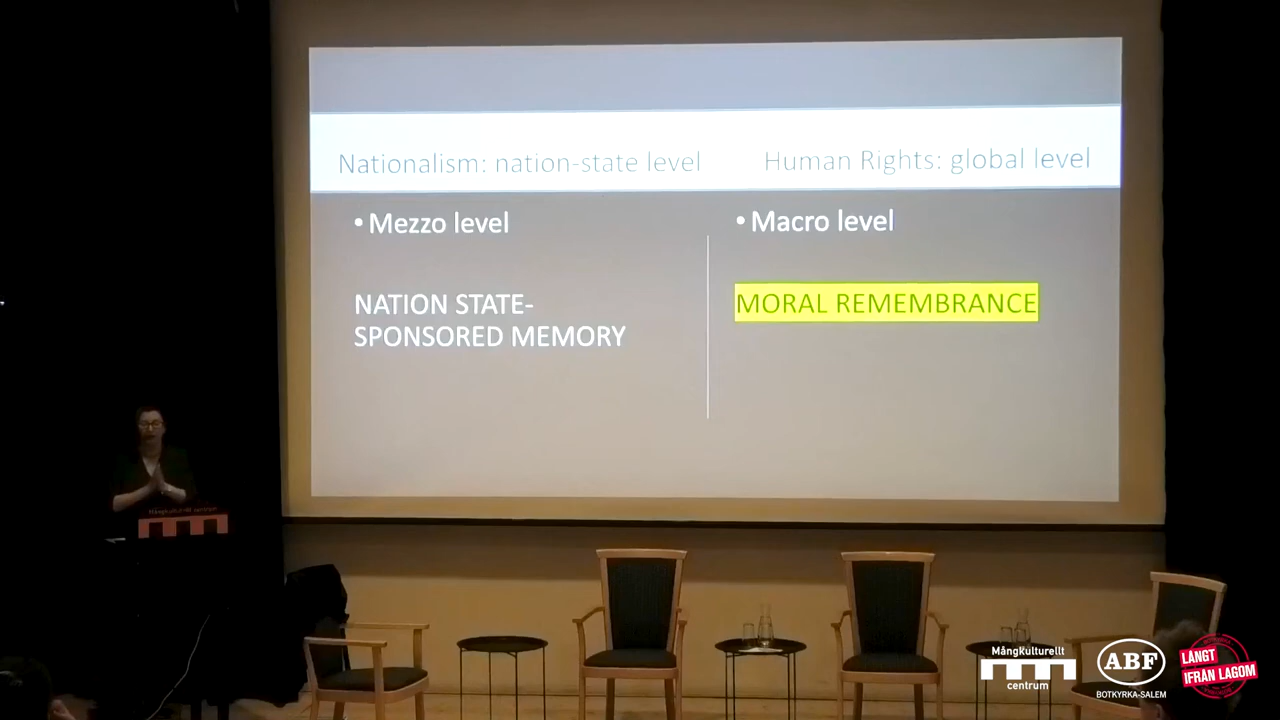 Nationalism: nation-state level
Human Rights: global level
• Mezzo level
NATION STATE-
SPONSORED MEMORY
• Macro level
MORAL REMEMBRANCE
MångKulturellt
centrum
ABF
BOTKYRKA-SALEM
LÅNGT
IFRÅN LAGOM